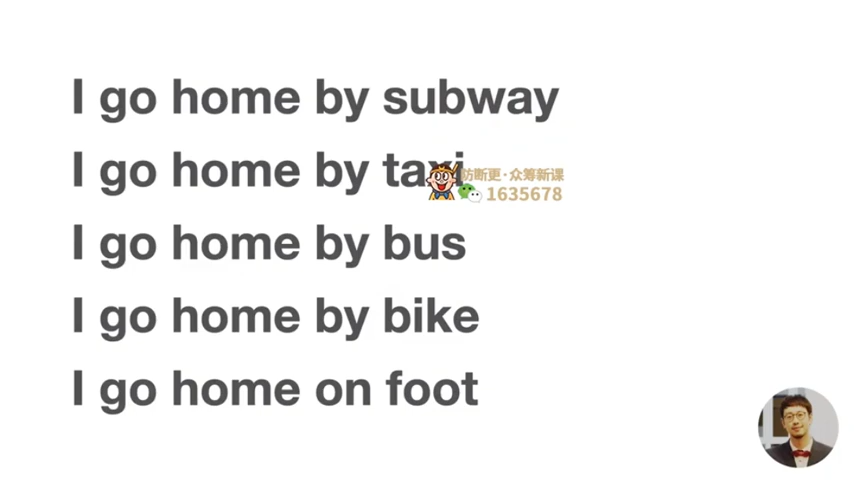 I go home by subway
I go home by taxi
防断更·众筹新课
1635678
I go home by bus
I go home by bike
I go home on foot